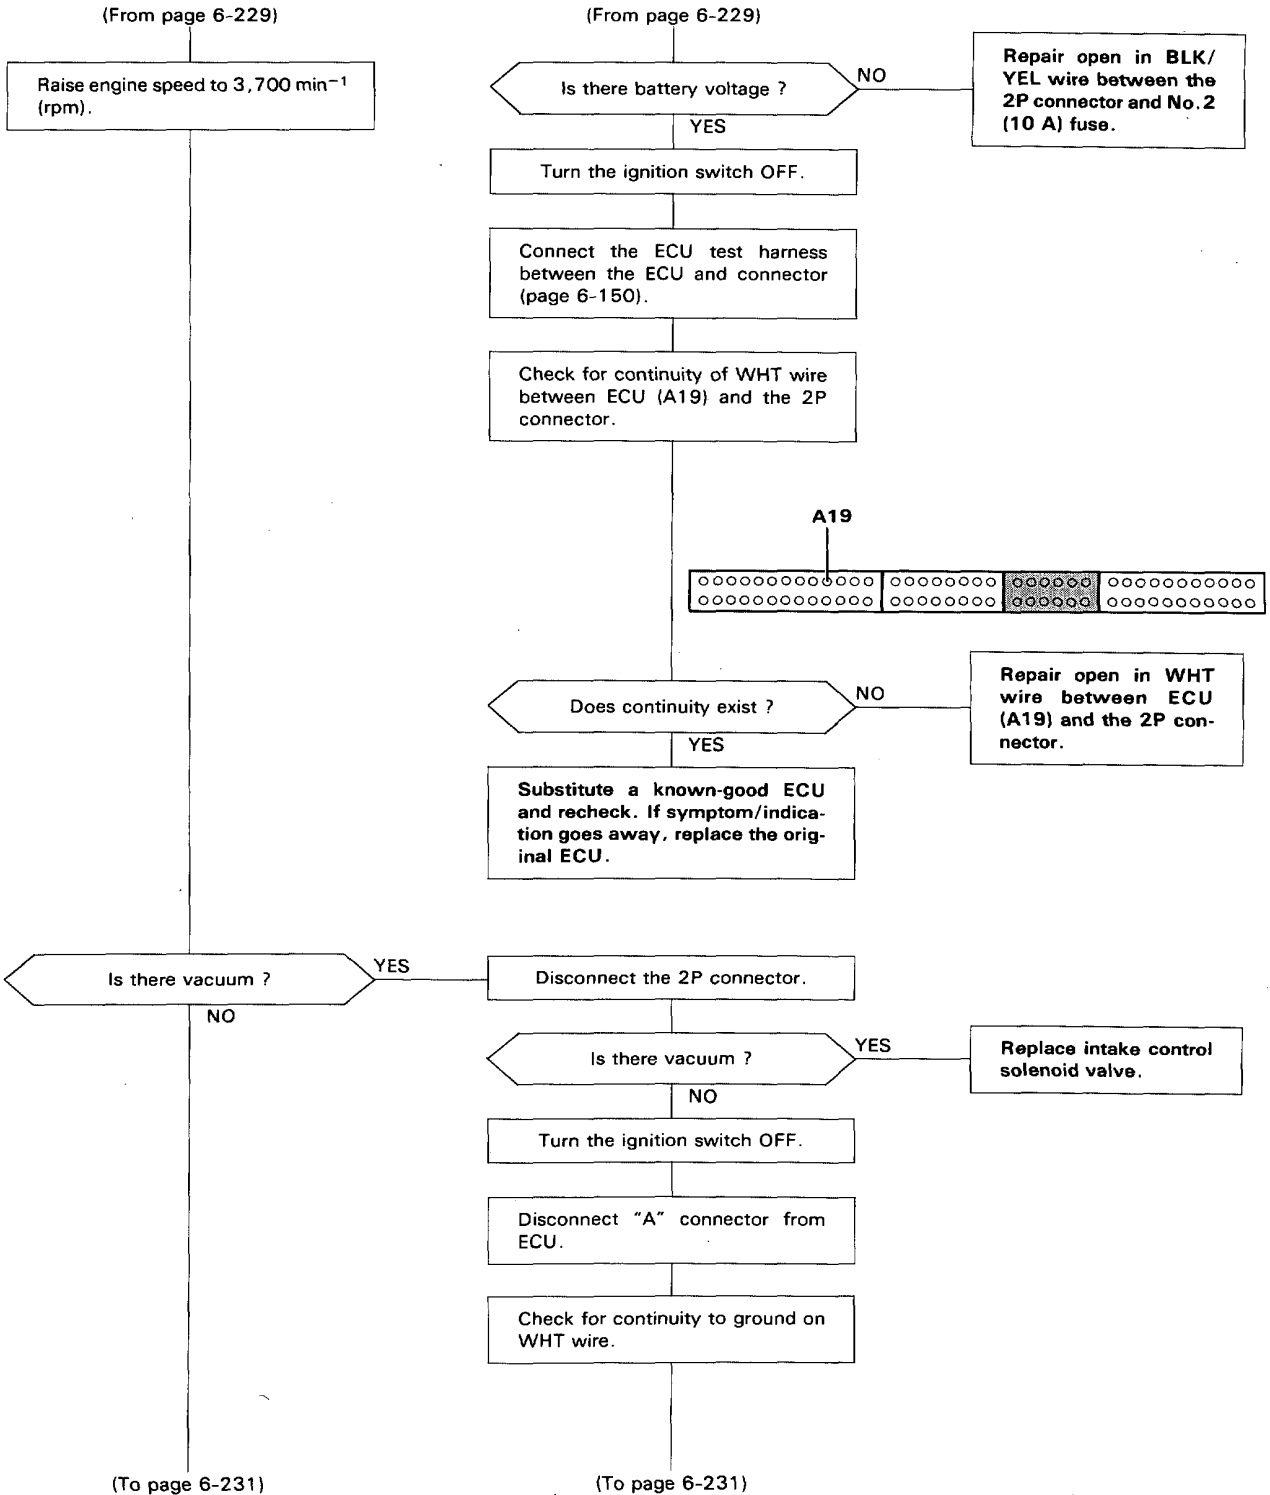 (From page 6-229)
Raise engine speed to 3,700 min⁻¹
(rpm).
(From page 6-229)
Is there battery voltage ?
NO
Repair open in BLK/
YEL wire between the
2P connector and No.2
(10 A) fuse.
YES
Turn the ignition switch OFF.
Connect the ECU test harness
between the ECU and connector
(page 6-150).
Check for continuity of WHT wire
between ECU (A19) and the 2P
connector.
A19
Does continuity exist ?
NO
Repair open in WHT
wire between ECU
(A19) and the 2P con-
nector.
YES
Substitute a known-good ECU
and recheck. If symptom/indica-
tion goes away, replace the orig-
inal ECU.
Is there vacuum ?
YES
NO
Disconnect the 2P connector.
Is there vacuum ?
YES
Replace intake control
solenoid valve.
NO
Turn the ignition switch OFF.
Disconnect "A" connector from
ECU.
Check for continuity to ground on
WHT wire.
(To page 6-231)
(To page 6-231)